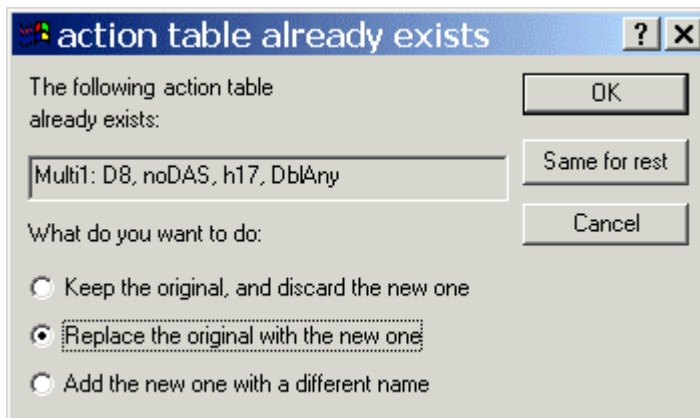 action table already exists
The following action table
already exists:
Multi1: D8, noDAS, h17, DblAny
What do you want to do:
Keep the original, and discard the new one
Replace the original with the new one
Add the new one with a different name
OK
Same for rest
Cancel